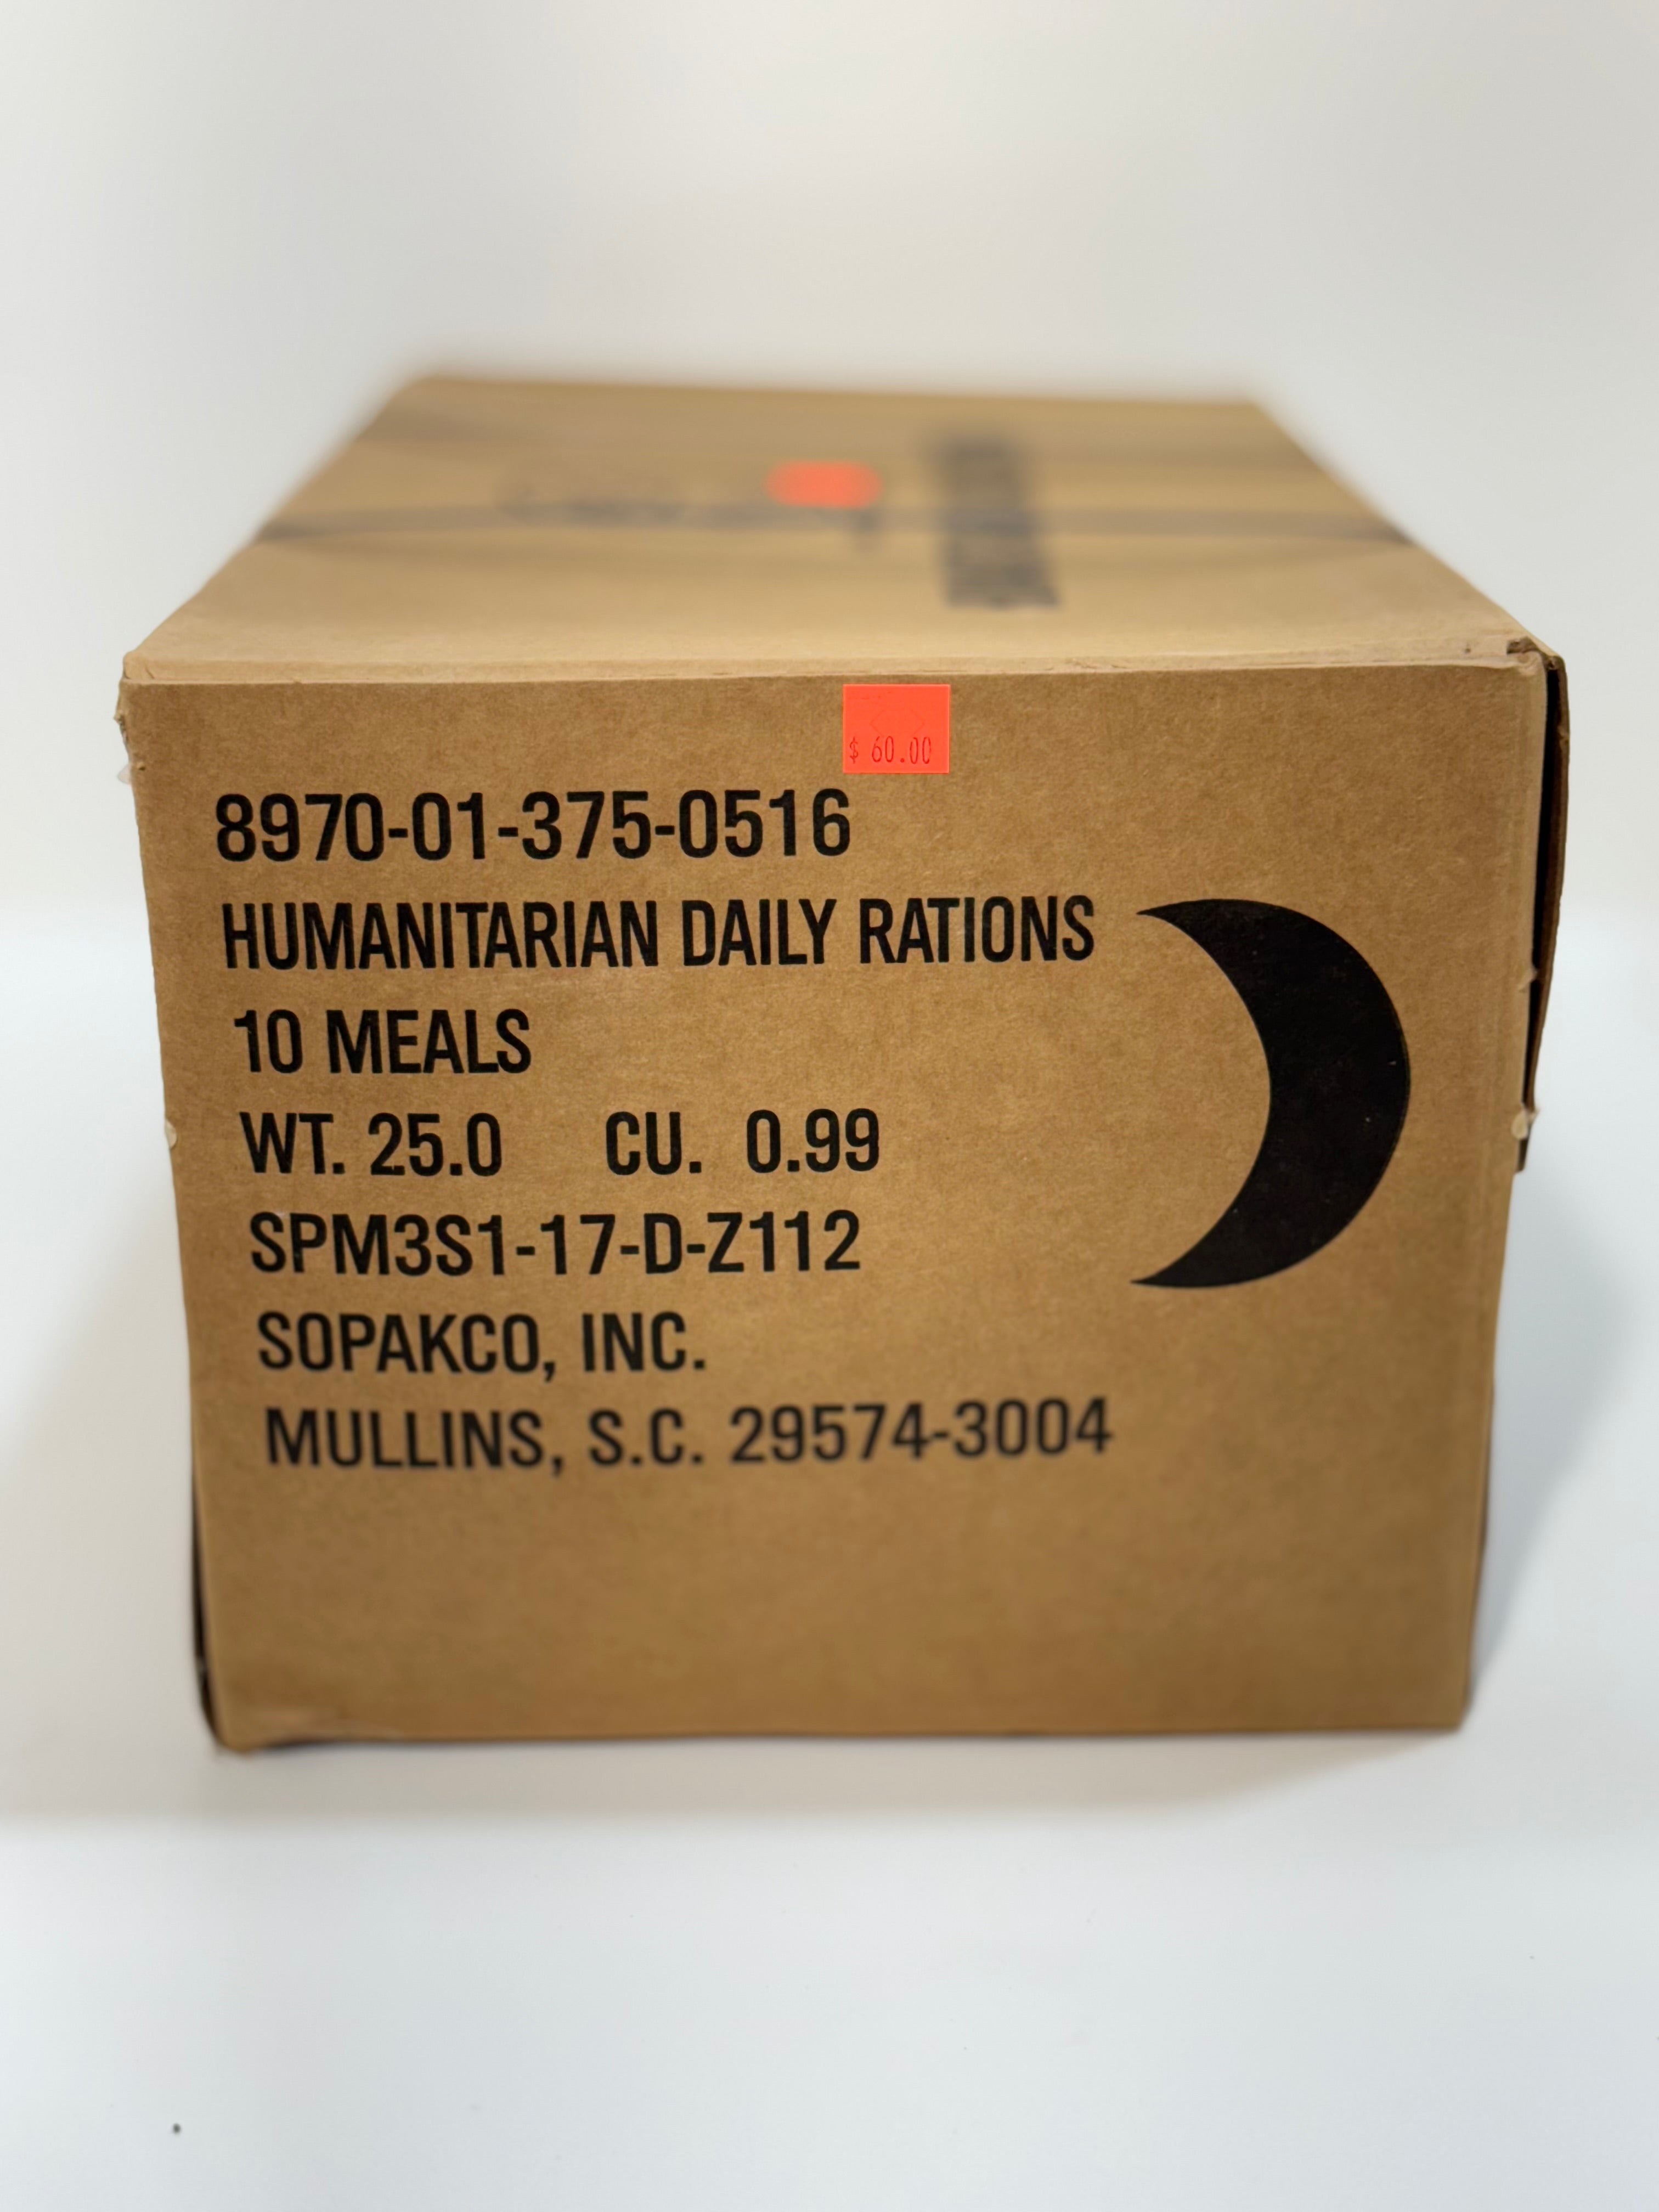 $ 60.00
8970-01-375-0516
HUMANITARIAN DAILY RATIONS
10 MEALS
WT. 25.0 CU. 0.99
SPM3S1-17-D-Z112
SOPAKCO, INC.
MULLINS, S.C. 29574-3004